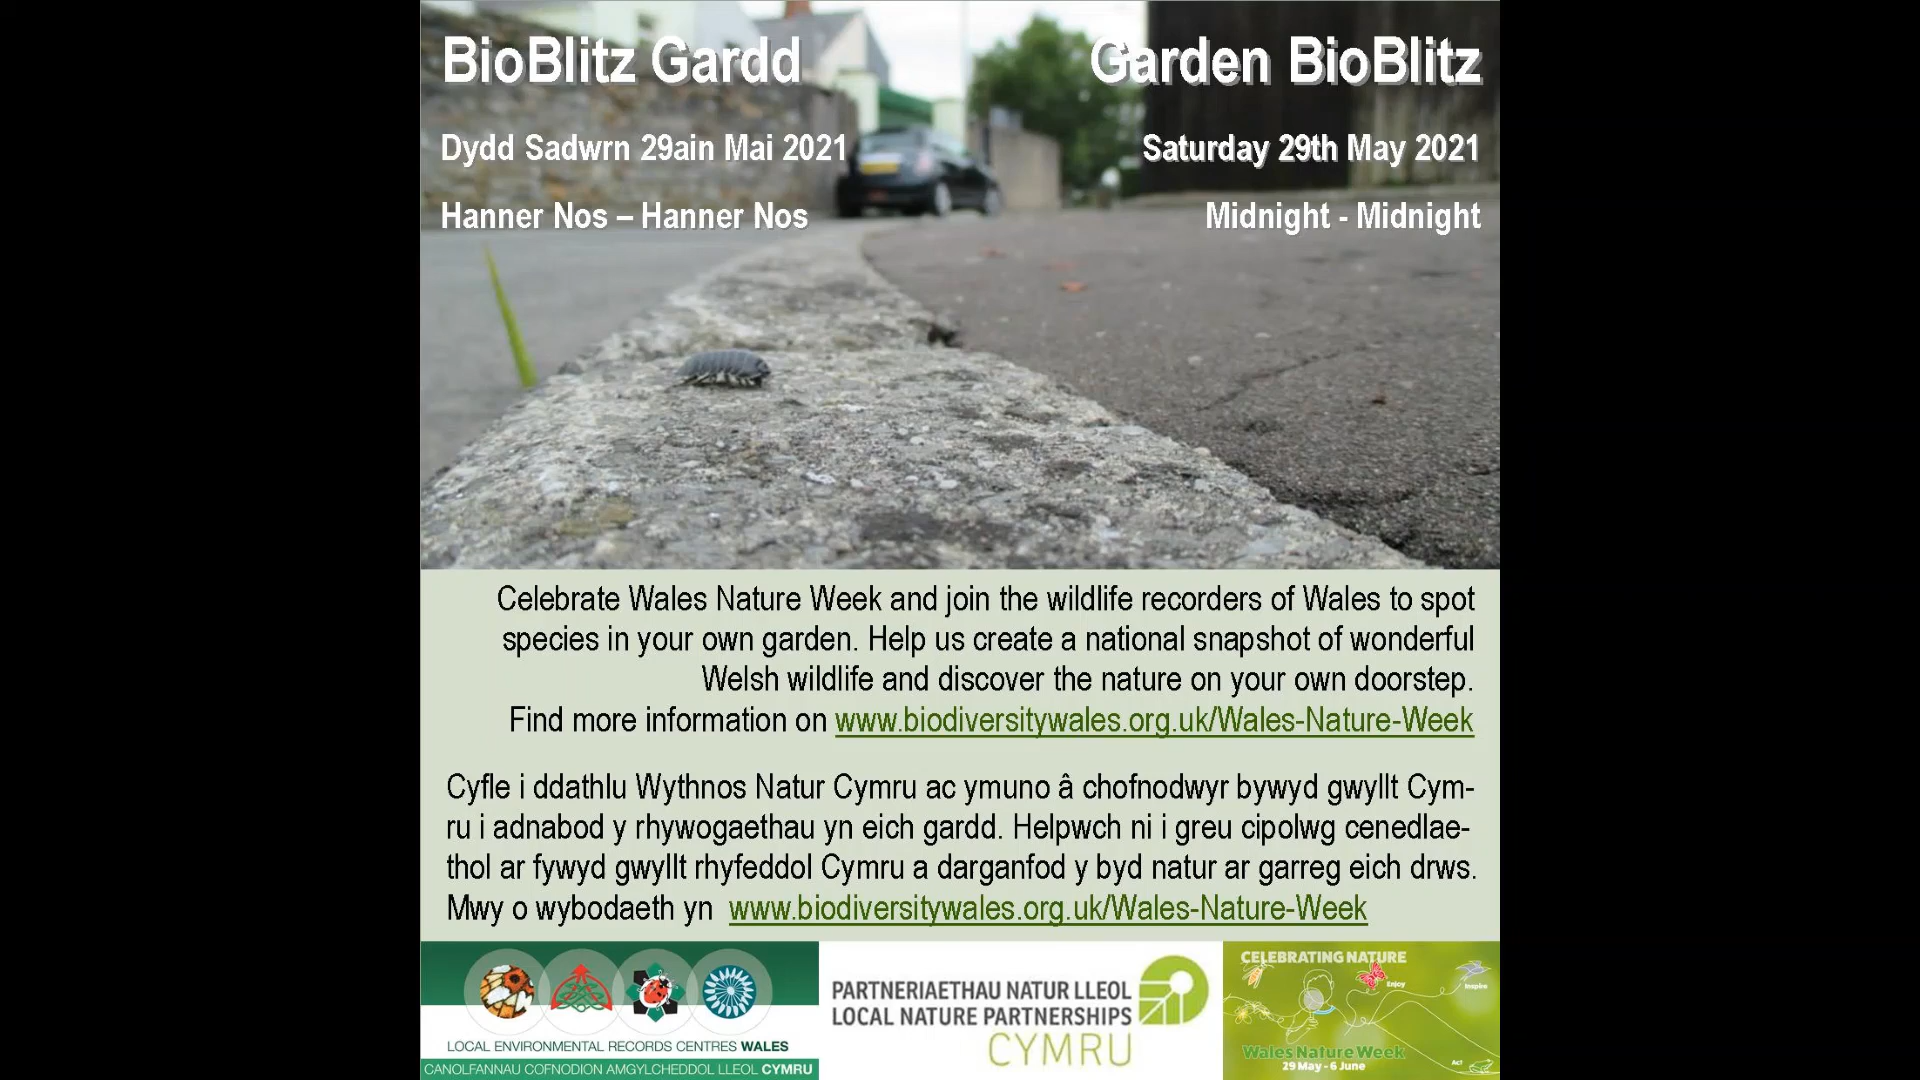 BioBlitz Gardd
Garden BioBlitz
Dydd Sadwrn 29ain Mai 2021
Saturday 29th May 2021
Hanner Nos – Hanner Nos
Midnight - Midnight
Celebrate Wales Nature Week and join the wildlife recorders of Wales to spot
species in your own garden. Help us create a national snapshot of wonderful
Welsh wildlife and discover the nature on your own doorstep.
Find more information on www.biodiversitywales.org.uk/Wales-Nature-Week
Cyfle i ddathlu Wythnos Natur Cymru ac ymuno â chofnodwyr bywyd gwyllt Cym-
ru i adnabod y rhywogaethau yn eich gardd. Helpwch ni i greu cipolwg cenedlae-
thol ar fywyd gwyllt rhyfeddol Cymru a darganfod y byd natur ar garreg eich drws.
Mwy o wybodaeth yn www.biodiversitywales.org.uk/Wales-Nature-Week
LOCAL ENVIRONMENTAL RECORDS CENTRES WALES
CANOLFANNAU COFNODION AMGYLCHEDDOL LLEOL CYMRU
PARTNERIAETHAU NATUR LLEOL
LOCAL NATURE PARTNERSHIPS
CYMRU
CELEBRATING NATURE
Enjoy
Inspire
Wales Nature Week
29 May - 6 June
Act